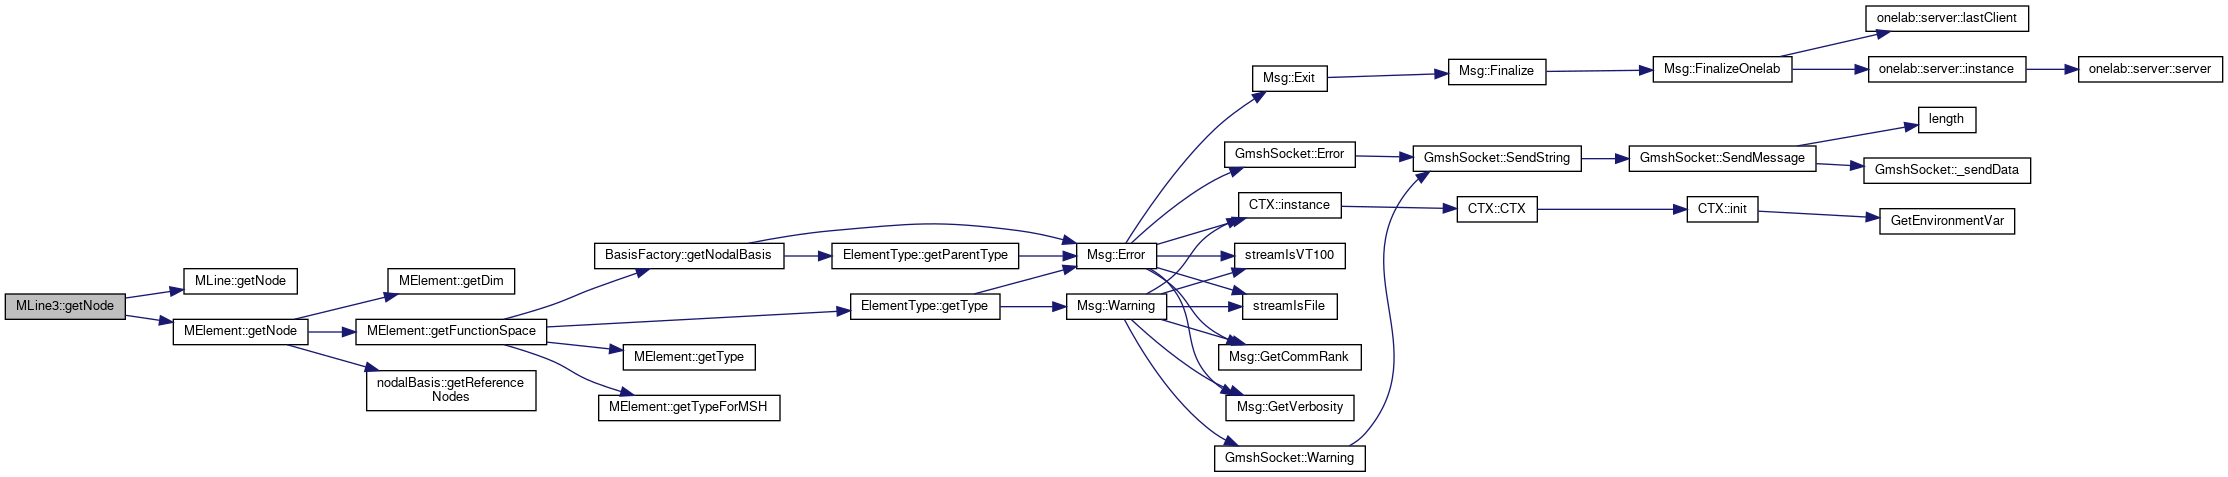 MLine3::getNode
MLine::getNode
MElement::getNode
MElement::getDim
MElement::getFunctionSpace
nodalBasis::getReference
Nodes
BasisFactory::getNodalBasis
ElementType::getParentType
ElementType::getType
MElement::getType
MElement::getTypeForMSH
Msg::Error
Msg::Warning
Msg::Exit
GmshSocket::Error
CTX::instance
streamIsVT100
streamIsFile
Msg::GetCommRank
Msg::GetVerbosity
GmshSocket::Warning
Msg::Finalize
GmshSocket::SendString
CTX::CTX
Msg::FinalizeOnelab
GmshSocket::SendMessage
CTX::init
onelab::server::lastClient
onelab::server::instance
onelab::server::server
length
GmshSocket::_sendData
GetEnvironmentVar